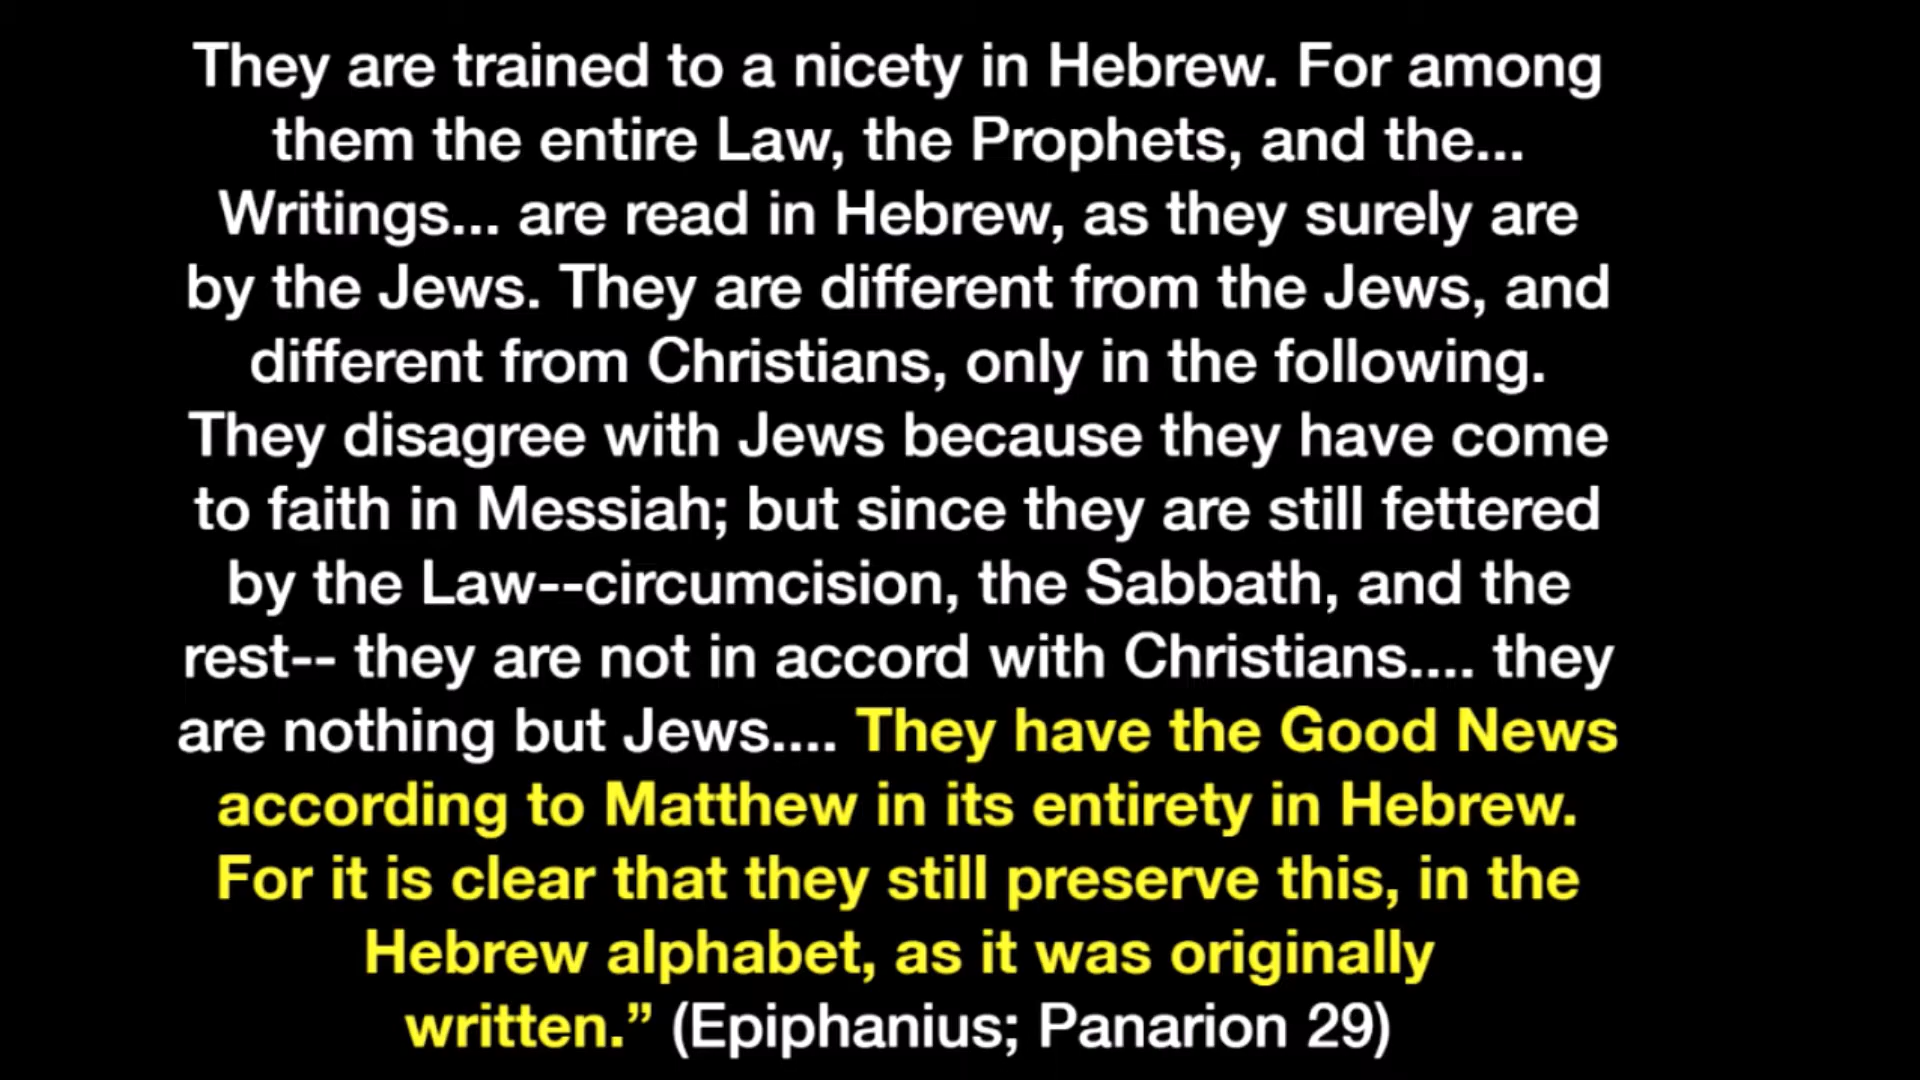 They are trained to a nicety in Hebrew. For among
them the entire Law, the Prophets, and the...
Writings... are read in Hebrew, as they surely are
by the Jews. They are different from the Jews, and
different from Christians, only in the following.
They disagree with Jews because they have come
to faith in Messiah; but since they are still fettered
by the Law--circumcision, the Sabbath, and the
rest-- they are not in accord with Christians.... they
are nothing but Jews.... They have the Good News
according to Matthew in its entirety in Hebrew.
For it is clear that they still preserve this, in the
Hebrew alphabet, as it was originally
written.” (Epiphanius; Panarion 29)